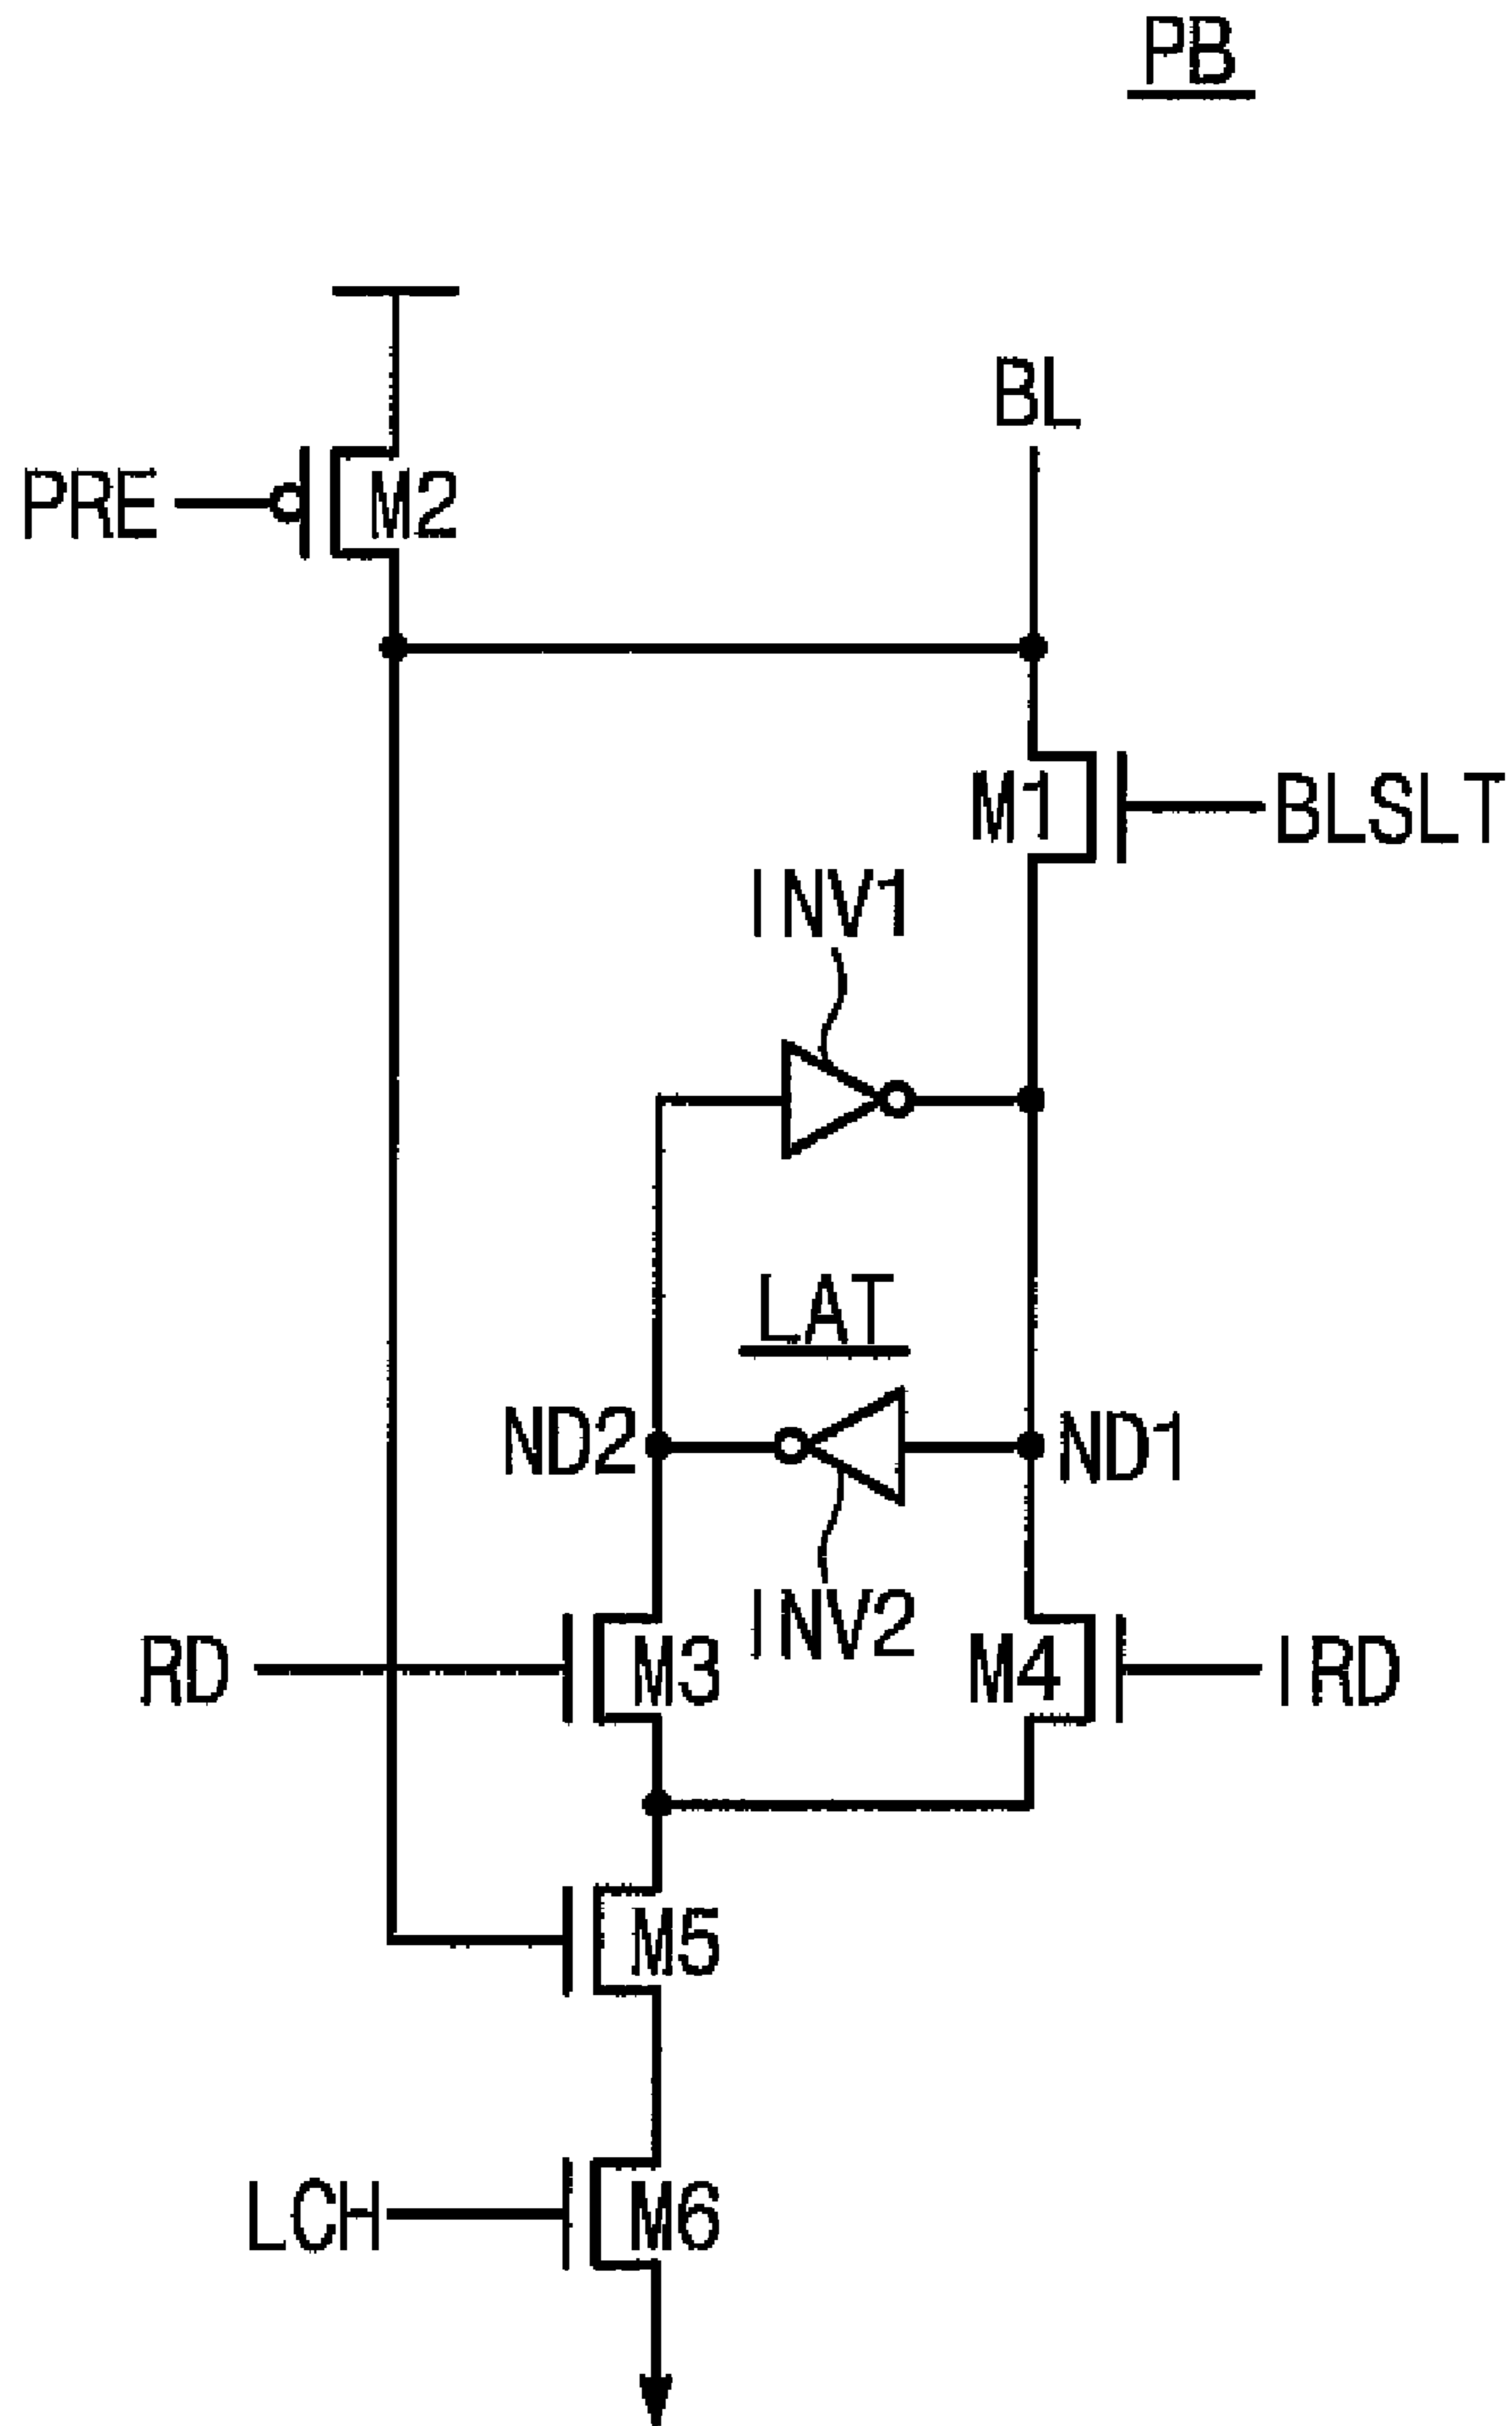 PB
BL
PRE
M2
M1
BLSLT
INV1
LAT
ND2
ND1
INV2
RD
M3
M4
IRD
M5
LCH
M6